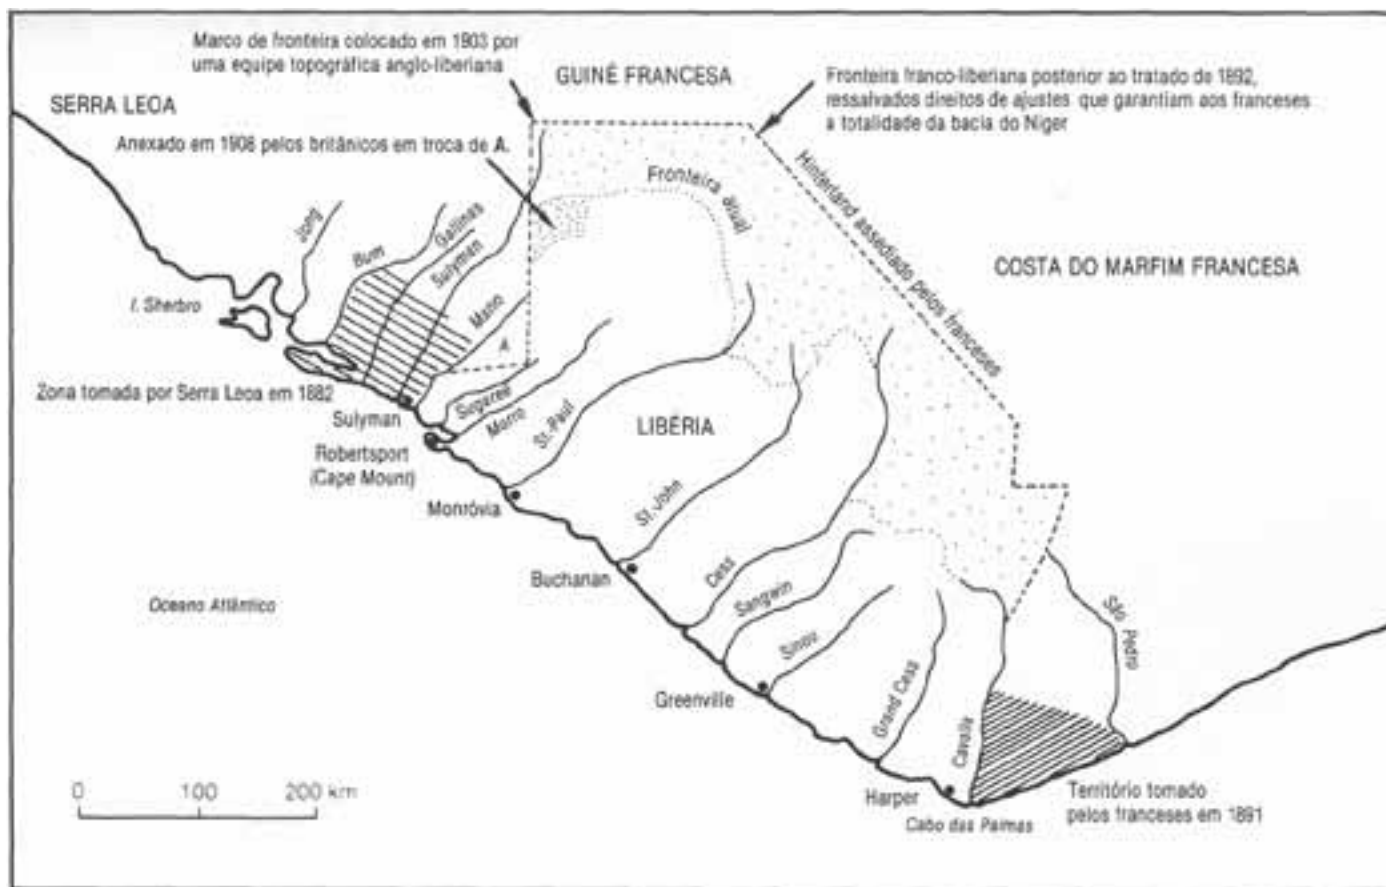 Marco de fronteira colocado em 1903 por
uma equipe topográfica anglo-liberiana
GUINÉ FRANCESA
Fronteira franco-liberiana posterior ao tratado de 1892,
ressalvados direitos de ajustes que garantiam aos franceses
a totalidade da bacia do Níger
SERRA LEOA
Anexado em 1908 pelos britânicos em troca de A.
Hinterland assediado pelos franceses
Fronteira atual
COSTA DO MARFIM FRANCESA
Jong
Bum
Gallinas
Sulyman
Mano
I. Sherbro
A
Zona tomada por Serra Leoa em 1882
Sulyman
Sugaree
Morro
St.-Paul
LIBÉRIA
Robertsport
(Cape Mount)
Monróvia
St. John
Buchanan
Cess
Sangwin
Sinou
Oceano Atlântico
São Pedro
Greenville
Grand Cess
Cavalla
0 100 200 km
Harper
Cabo das Palmas
Território tomado
pelos franceses em 1891